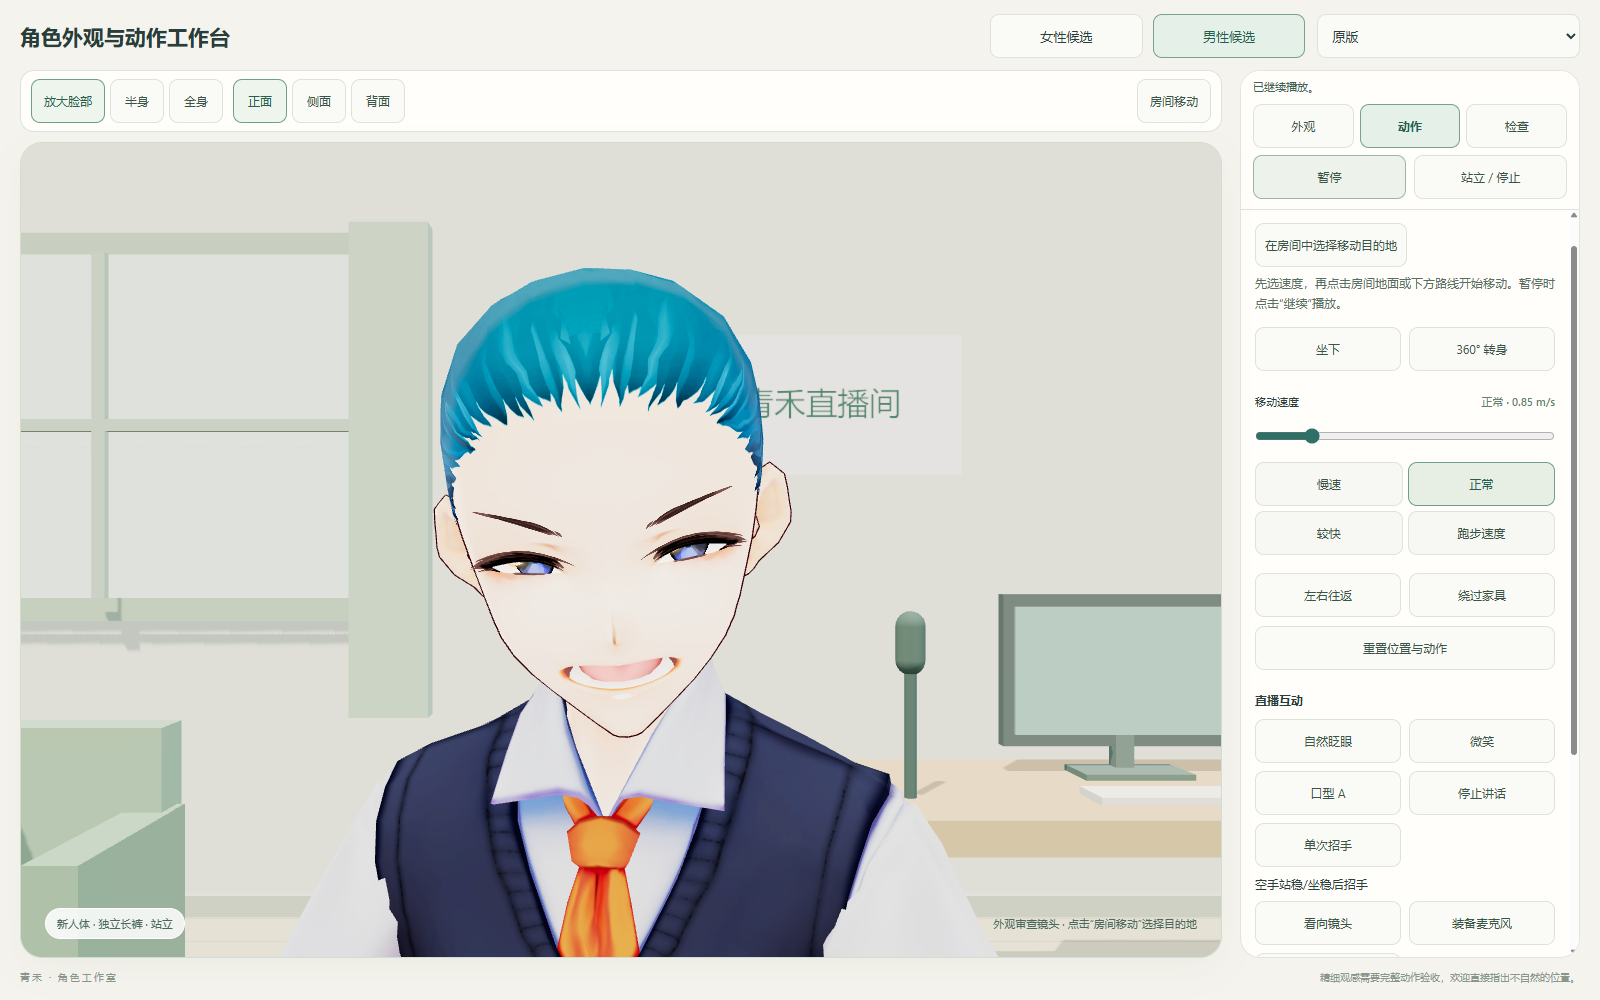 角色外观与动作工作台
女性候选
男性候选
原版
放大脸部
半身
全身
正面
侧面
背面
房间移动
青禾直播间
新人体 · 独立长裤 · 站立
外观审查镜头 · 点击“房间移动”选择目的地
已继续播放。
外观
动作
检查
暂停
站立 / 停止
在房间中选择移动目的地
先选速度，再点击房间地面或下方路线开始移动。暂停时
点击“继续”播放。
坐下
360° 转身
移动速度
正常 · 0.85 m/s
慢速
正常
较快
跑步速度
左右往返
绕过家具
重置位置与动作
直播互动
自然眨眼
微笑
口型 A
停止讲话
单次招手
空手站稳/坐稳后招手
看向镜头
装备麦克风
青禾 · 角色工作室
精细观感需要完整动作验收，欢迎直接指出不自然的位置。